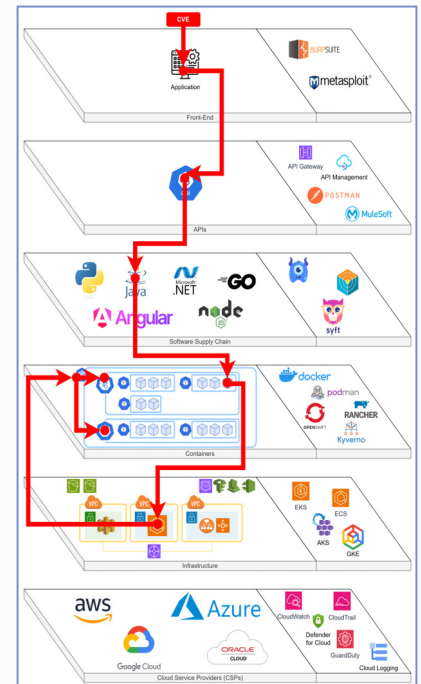 CVE
BURPSUITE
metasploit®
Application
Front-End
API Gateway
API Management
POSTMAN
MuleSoft
APIs
Java
Microsoft
.NET
GO
Angular
node
JS
syft
Software Supply Chain
docker
podman
RANCHER
OPENSHIFT
Kyverno
Containers
VPC
VPC
VPC
EKS
ECS
AKS
GKE
Infrastructure
aws
Azure
CloudWatch
CloudTrail
Defender
for Cloud
GuardDuty
Google Cloud
ORACLE
CLOUD
Cloud Logging
Cloud Service Providers (CSPs)